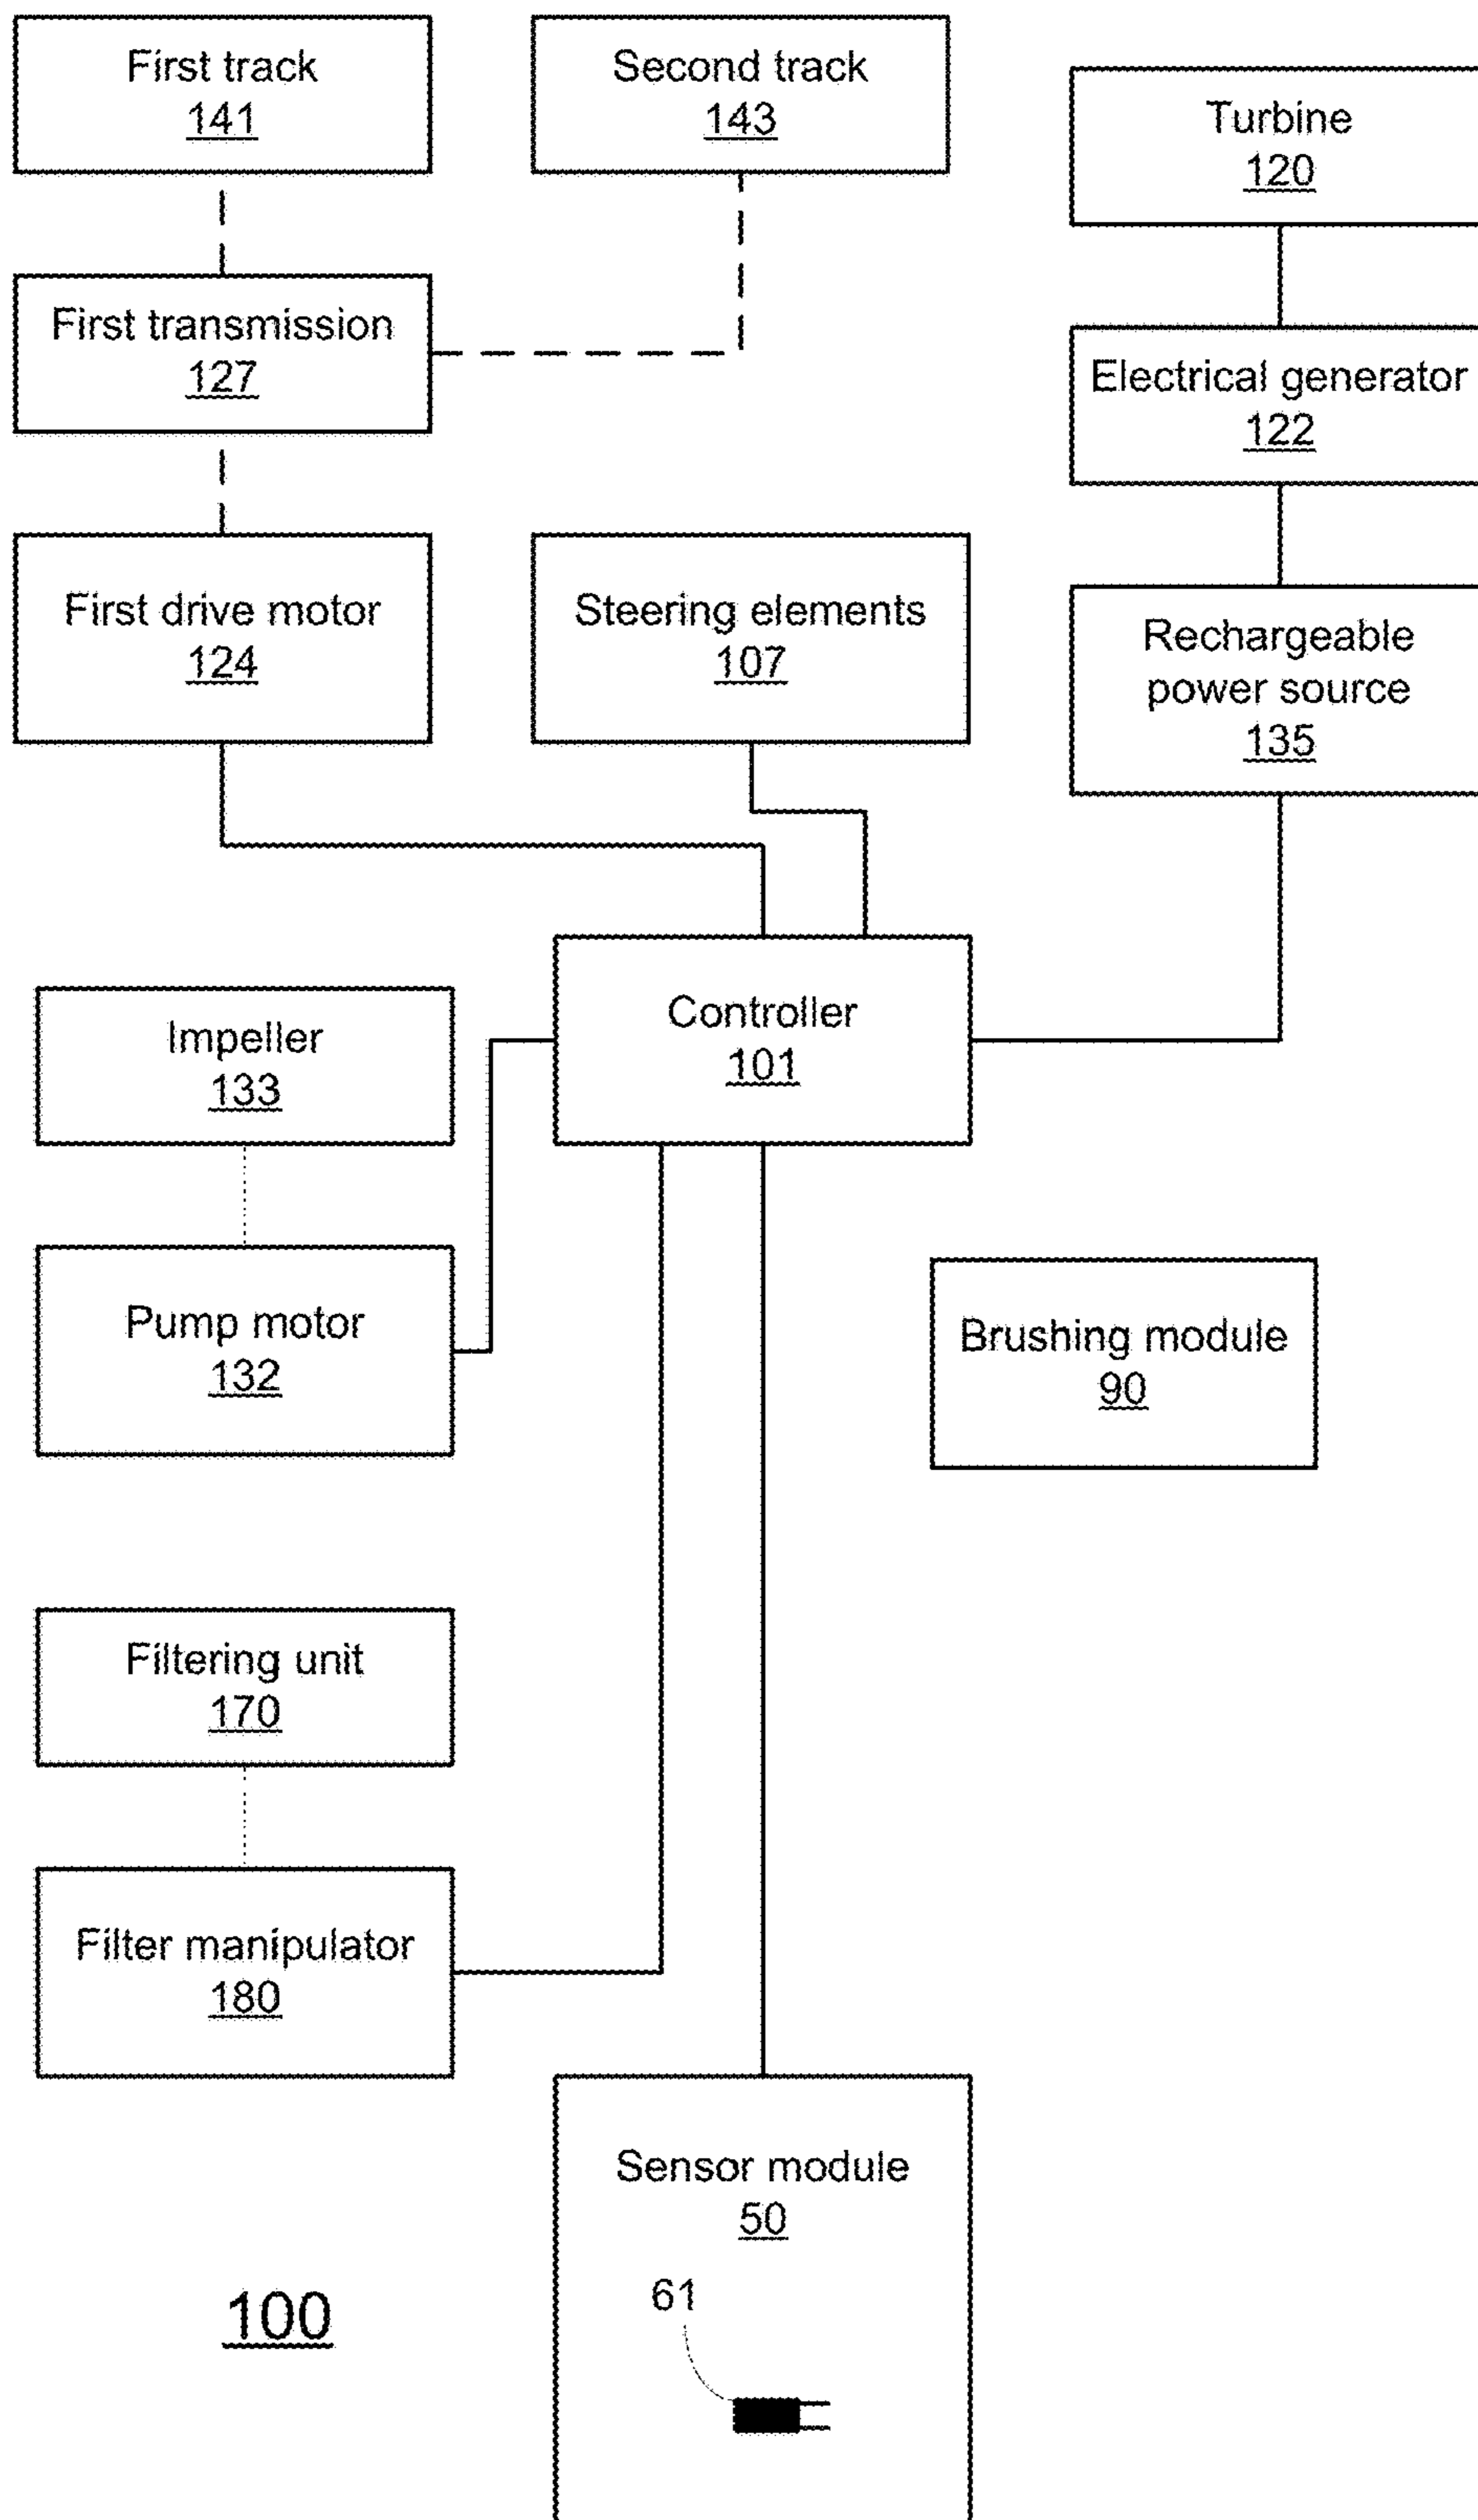 First track
141
Second track
143
Turbine
120
First transmission
127
Electrical generator
122
First drive motor
124
Steering elements
107
Rechargeable
power source
135
Controller
101
Impeller
133
Pump motor
132
Brushing module
90
Filtering unit
170
Filter manipulator
180
Sensor module
50
61
100